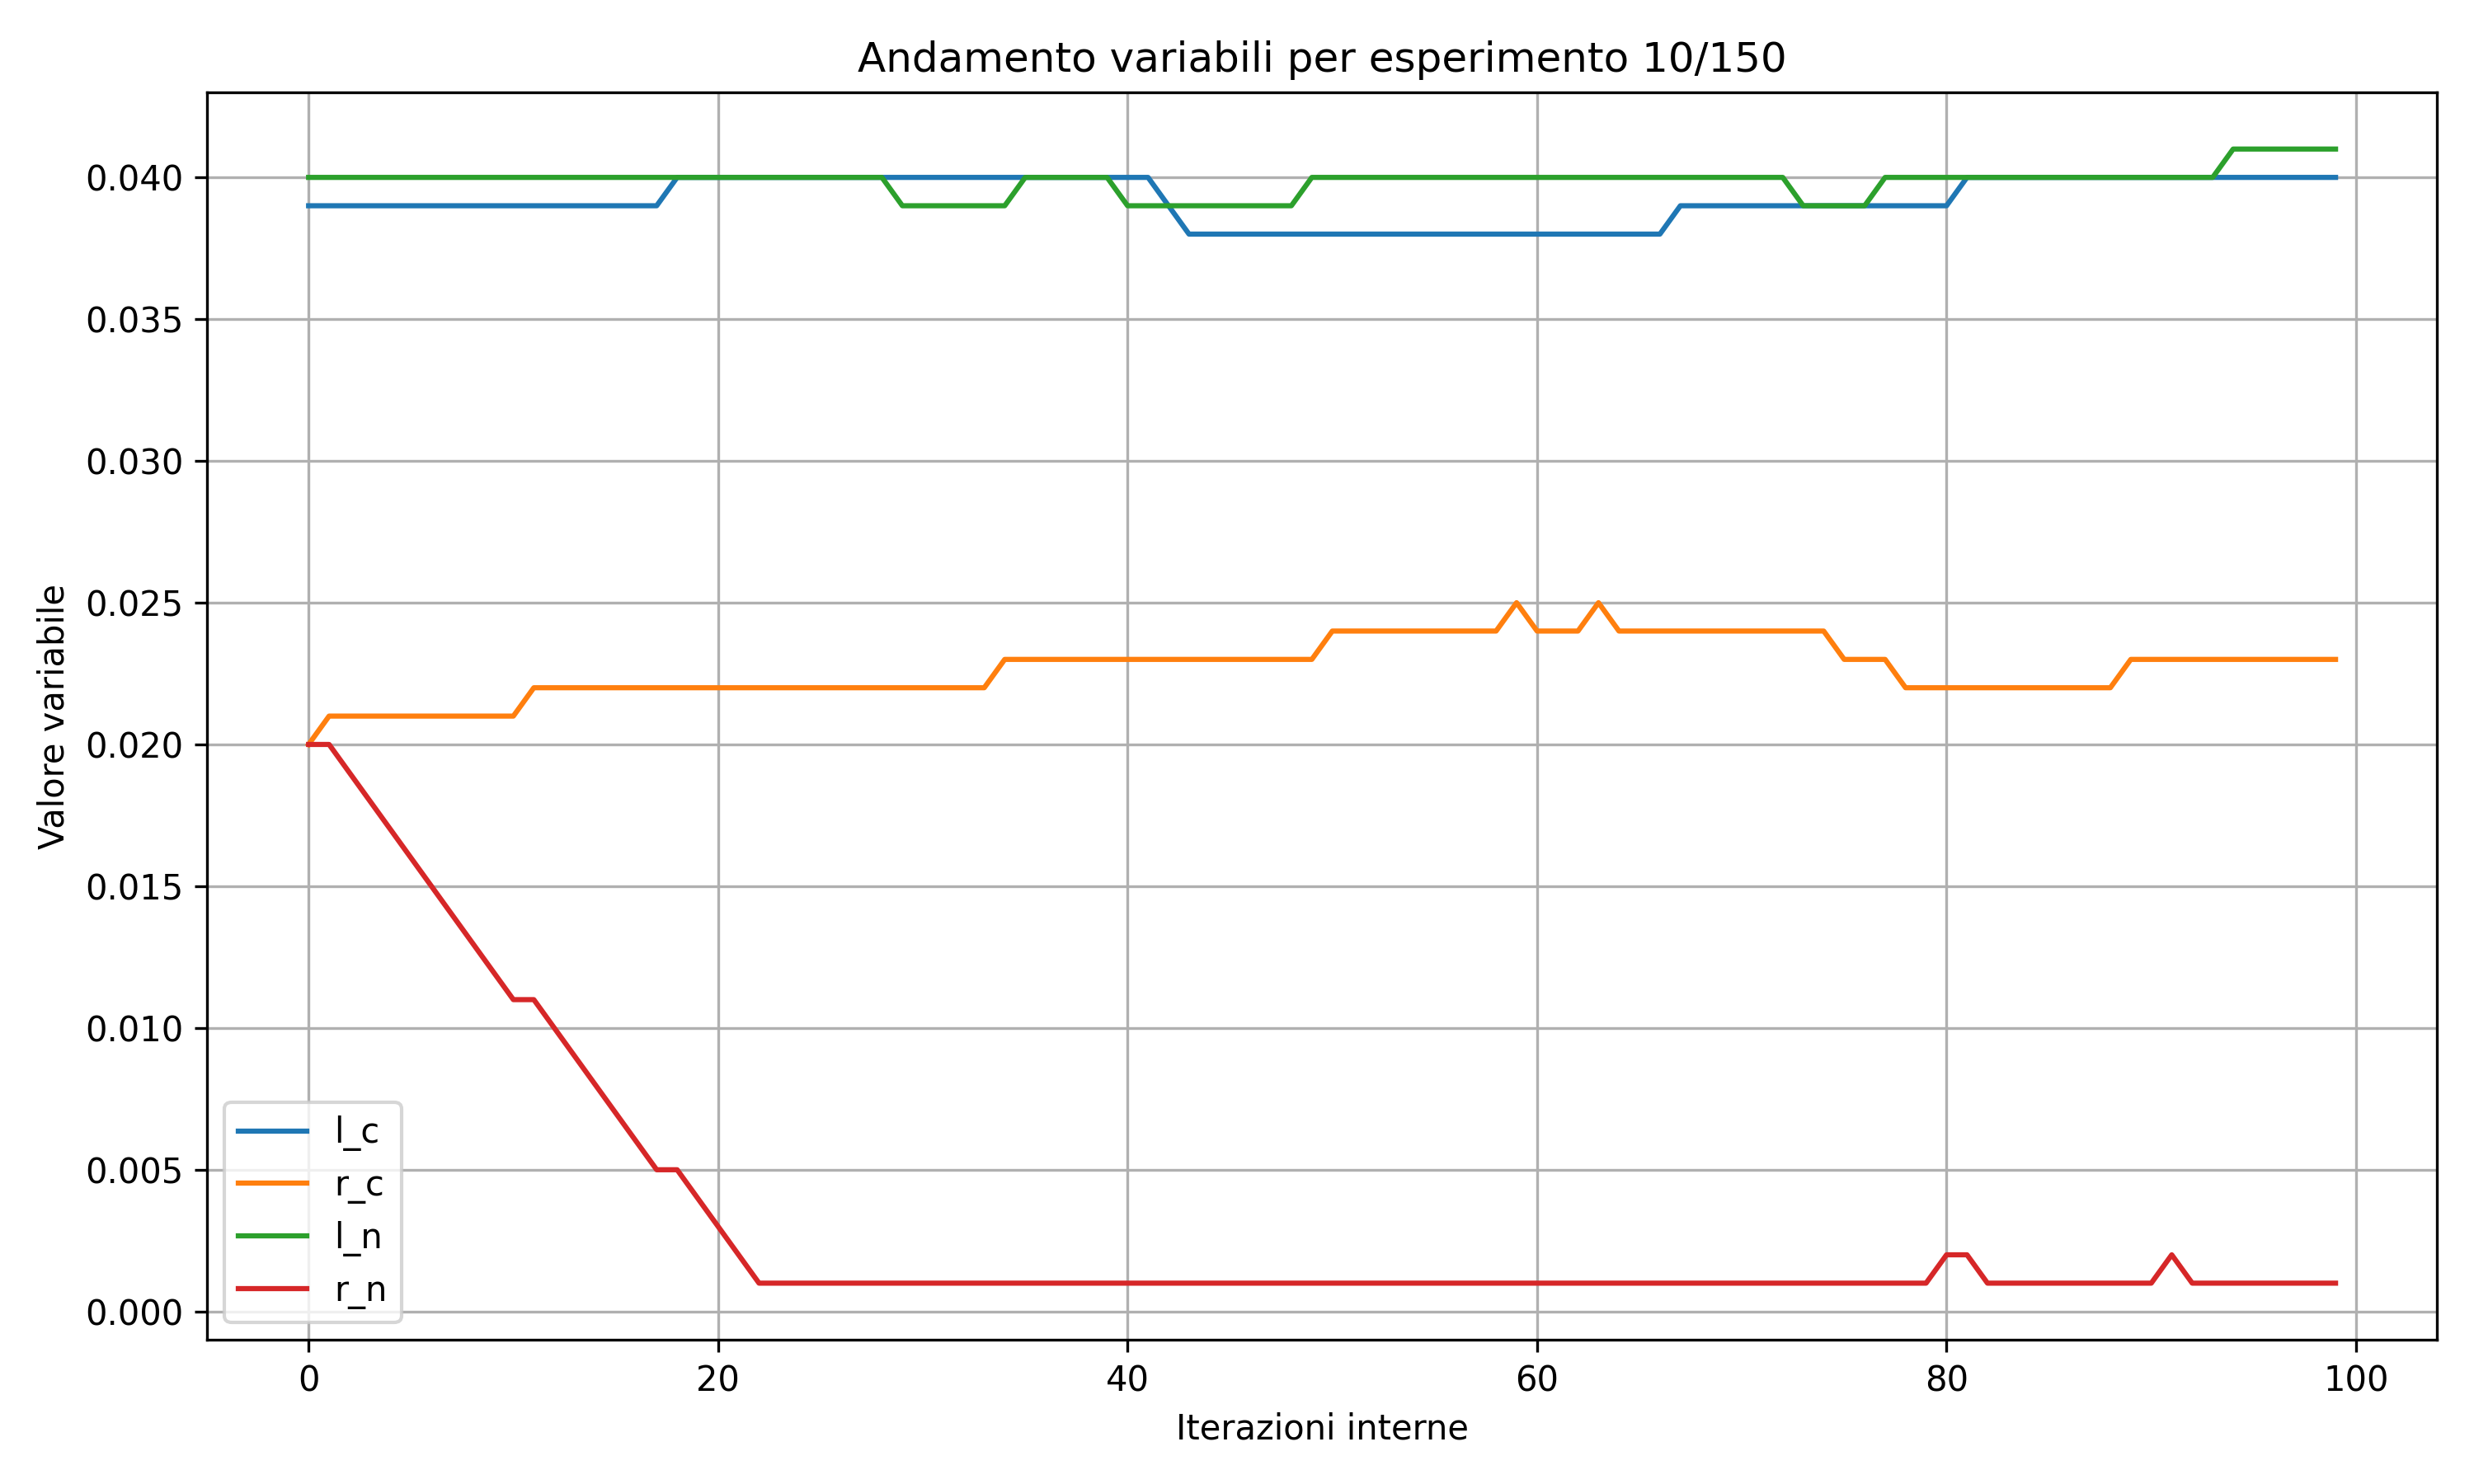 Andamento variabili per esperimento 10/150
Valore variabile
0.040
0.035
0.030
0.025
0.020
0.015
0.010
0.005
0.000
l_c
r_c
l_n
r_n
0 20 40 60 80 100
Iterazioni interne